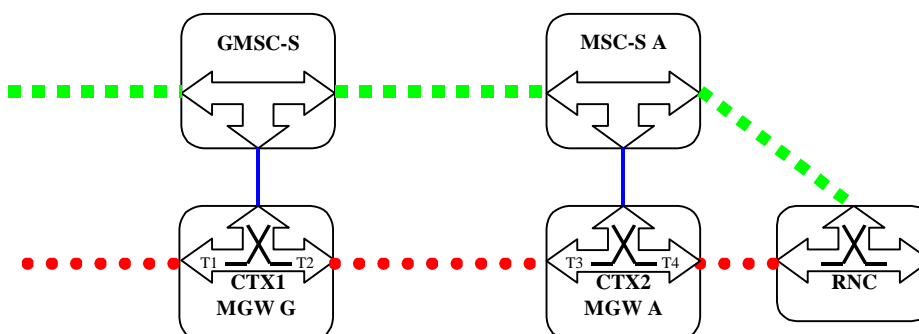 GMSC-S
MSC-S A
T1 T2
CTX1
MGW G
T3 T4
CTX2
MGW A
RNC